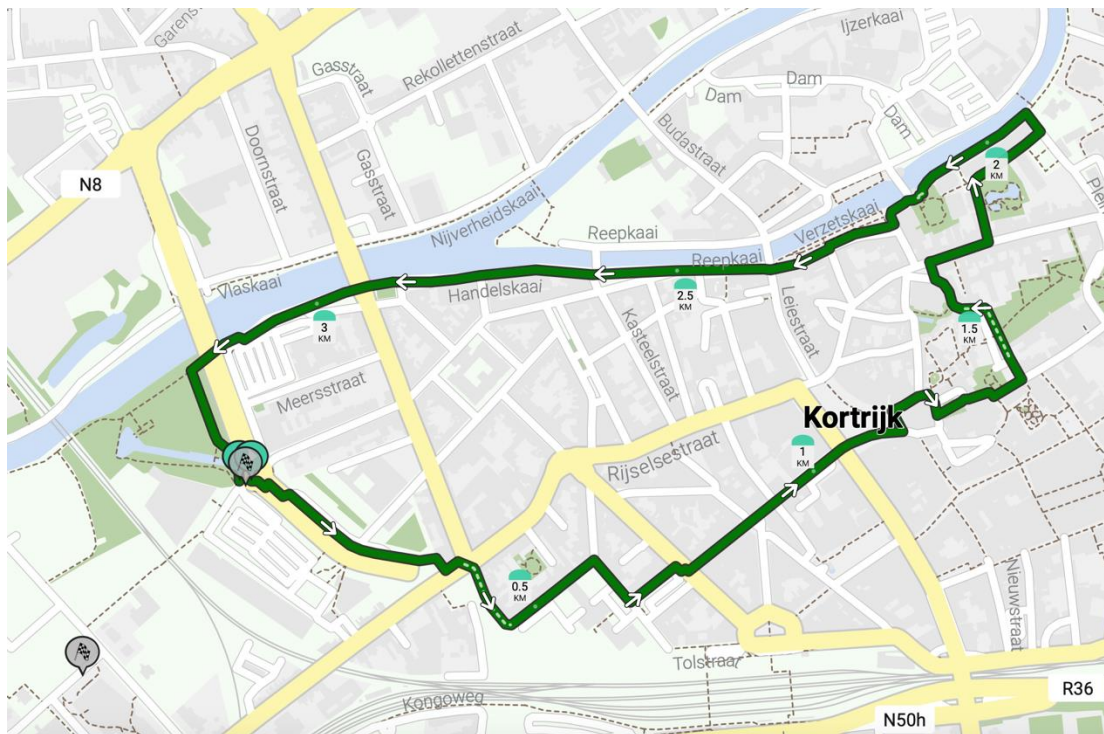 Garenstraat
Ijzerkaai
Rekollettenstraat
Gasstraat
Dam
Dam
Dam
Budastraat
Doornstraat
Gasstraat
N8
2
KM
Nijverheidskaai
Verzetskaai
Reepkaai
Reepkaai
Vlaskaal
Handelskaai
2.5
KM
Leiestraat
3
KM
1.5
KM
Kasteelstraat
Meersstraat
Kortrijk
Rijselsestraat
1
KM
0.5
KM
Nieuwstraat
Tolstraat
Kongoweg
R36
N50h